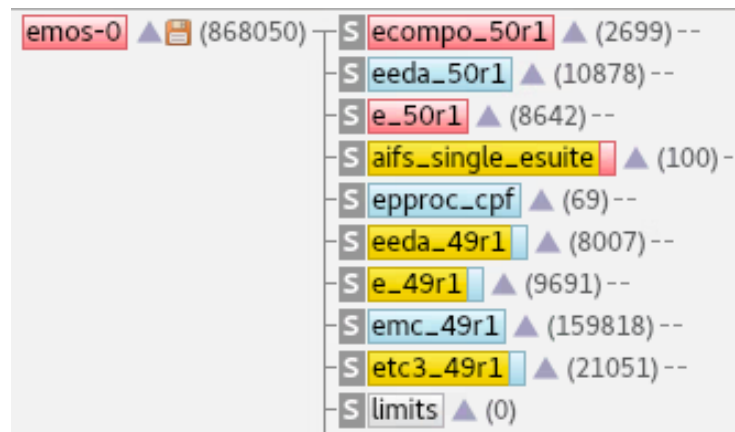 emos-0 (868050) S ecompo_50r1 (2699)--
S eeda_50r1 (10878)--
S e_50r1 (8642)--
S aifs_single_esuite (100)-
S epproc_cpf (69)--
S eeda_49r1 (8007)--
S e_49r1 (9691)--
S emc_49r1 (159818)--
S etc3_49r1 (21051)--
S limits (0)